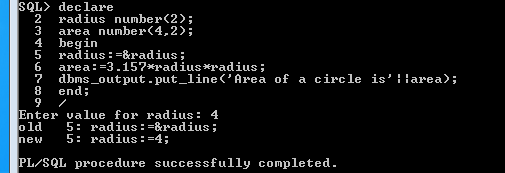 SQL> declare
2 radius number(2);
3 area number(4,2);
4 begin
5 radius:=&radius;
6 area:=3.157*radius*radius;
7 dbms_output.put_line('Area of a circle is'||area);
8 end;
9 /
Enter value for radius: 4
old 5: radius:=&radius;
new 5: radius:=4;
PL/SQL procedure successfully completed.